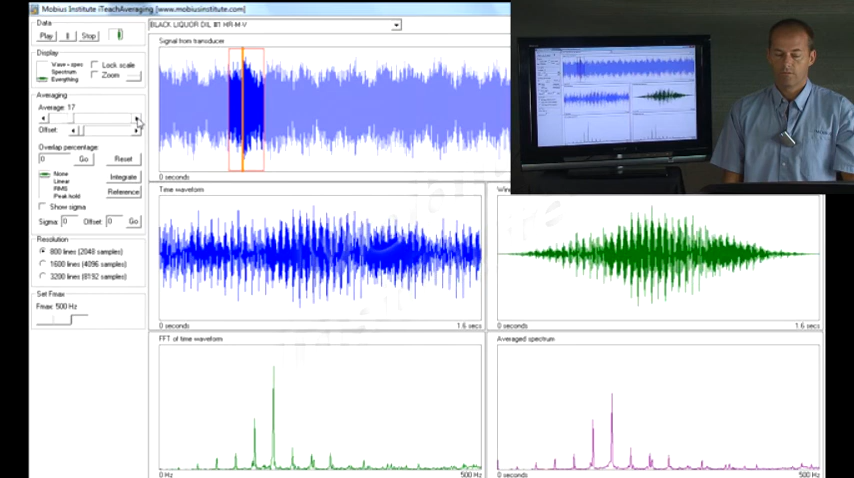 Mobius Institute iTeachAveraging [www.mobiusinstitute.com]
Data
Play || Stop
BLACK LIQUOR DIL #1 HR-M-V
Signal from transducer
Display
Wave + spec
Spectrum
Everything
Lock scale
Zoom
Averaging
Average: 17
Offset:
Overlap percentage:
0 Go Reset
None
Linear
RMS
Peak hold
Integrate
Reference
Show sigma
Sigma: 0 Offset: 0 Go
Resolution
800 lines (2048 samples)
1600 lines (4096 samples)
3200 lines (8192 samples)
Set Fmax
Fmax: 500 Hz
0 seconds
Time waveform
Win
0 seconds 1.6 secs
0 seconds 1.6 secs
FFT of time waveform
Averaged spectrum
0 Hz 500 Hz
0 seconds 500 Hz